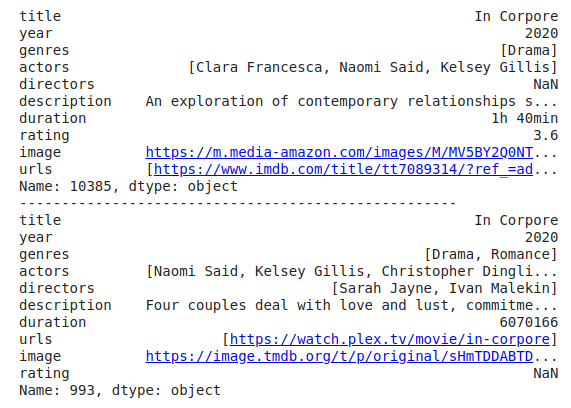 title In Corpore
year 2020
genres [Drama]
actors [Clara Francesca, Naomi Said, Kelsey Gillis]
directors NaN
description An exploration of contemporary relationships s...
duration 1h 40min
rating 3.6
image https://m.media-amazon.com/images/M/MV5BY2Q0NT...
urls [https://www.imdb.com/title/tt7089314/?ref_=ad...
Name: 10385, dtype: object
----------------------------------------------------
title In Corpore
year 2020
genres [Drama, Romance]
actors [Naomi Said, Kelsey Gillis, Christopher Dingli...
directors [Sarah Jayne, Ivan Malekin]
description Four couples deal with love and lust, commitme...
duration 6070166
urls [https://watch.plex.tv/movie/in-corpore]
image https://image.tmdb.org/t/p/original/sHmTDDABTD...
rating NaN
Name: 993, dtype: object